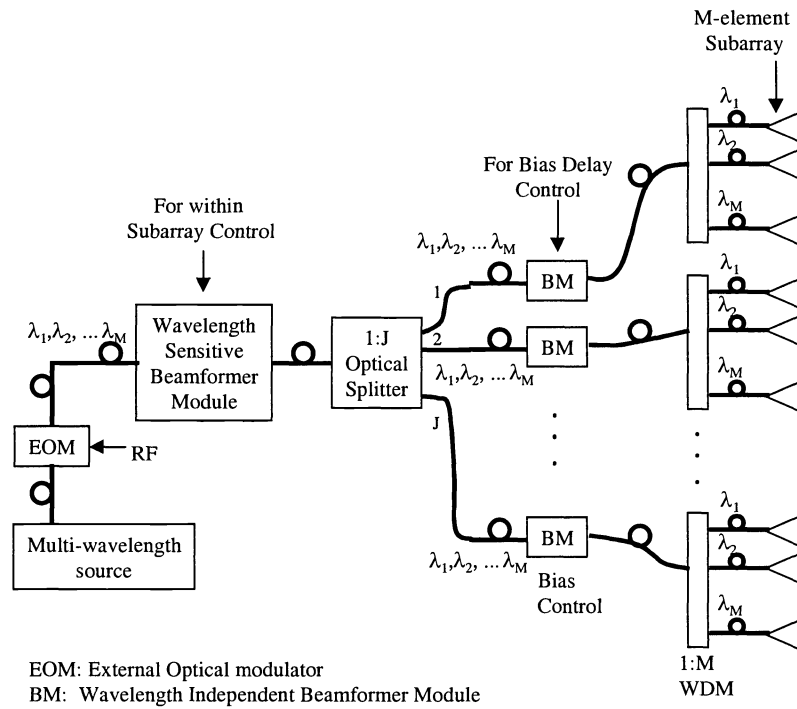 M-element
Subarray
λ1
λ2
λM
For Bias Delay
Control
For within
Subarray Control
λ1,λ2, ...λM
BM
1
λ1,λ2, ...λM
Wavelength
Sensitive
Beamformer
Module
1:J
Optical
Splitter
2
BM
λ1,λ2, ...λM
λ1
λ2
λM
J
EOM
RF
Multi-wavelength
source
BM
λ1,λ2, ...λM
Bias
Control
λ1
λ2
λM
1:M
WDM
EOM: External Optical modulator
BM: Wavelength Independent Beamformer Module